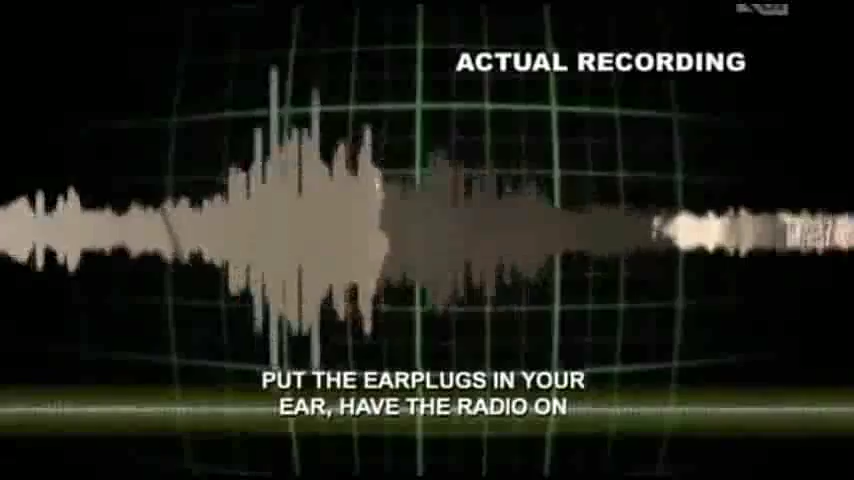 ACTUAL RECORDING
PUT THE EARPLUGS IN YOUR
EAR, HAVE THE RADIO ON